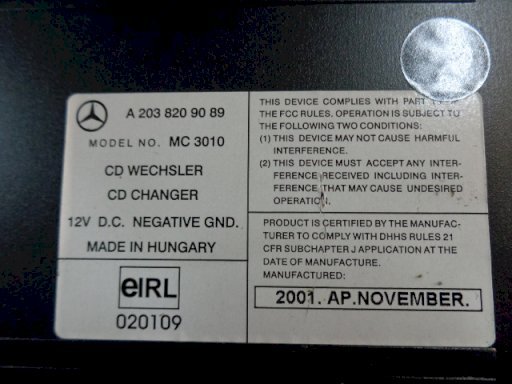 A 203 820 90 89
MODEL NO. MC 3010
CD WECHSLER
CD CHANGER
12V D.C. NEGATIVE GND.
MADE IN HUNGARY
eIRL
020109
THIS DEVICE COMPLIES WITH PART
THE FCC RULES. OPERATION IS SUBJECT TO
THE FOLLOWING TWO CONDITIONS:
(1) THIS DEVICE MAY NOT CAUSE HARMFUL
INTERFERENCE.
(2) THIS DEVICE MUST ACCEPT ANY INTER-
FERENCE RECEIVED INCLUDING INTER-
FERENCE THAT MAY CAUSE UNDESIRED
OPERATION.
PRODUCT IS CERTIFIED BY THE MANUFAC-
TURER TO COMPLY WITH DHHS RULES 21
CFR SUBCHAPTER J APPLICATION AT THE
DATE OF MANUFACTURE.
MANUFACTURED:
2001. AP.NOVEMBER.